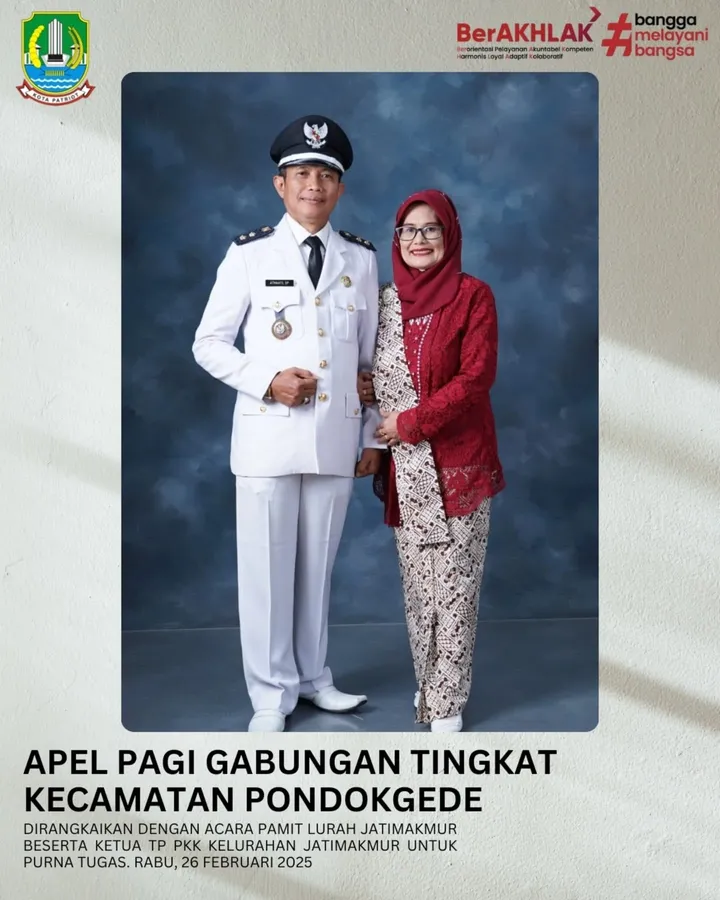 KOTA PATRIOT
BerAKHLAK
Berorientasi Pelayanan Akuntabel Kompeten
Harmonis Loyal Adaptif Kolaboratif
#bangga
melayani
bangsa
APEL PAGI GABUNGAN TINGKAT
KECAMATAN PONDOKGEDE
DIRANGKAIKAN DENGAN ACARA PAMIT LURAH JATIMAKMUR
BESERTA KETUA TP PKK KELURAHAN JATIMAKMUR UNTUK
PURNA TUGAS. RABU, 26 FEBRUARI 2025